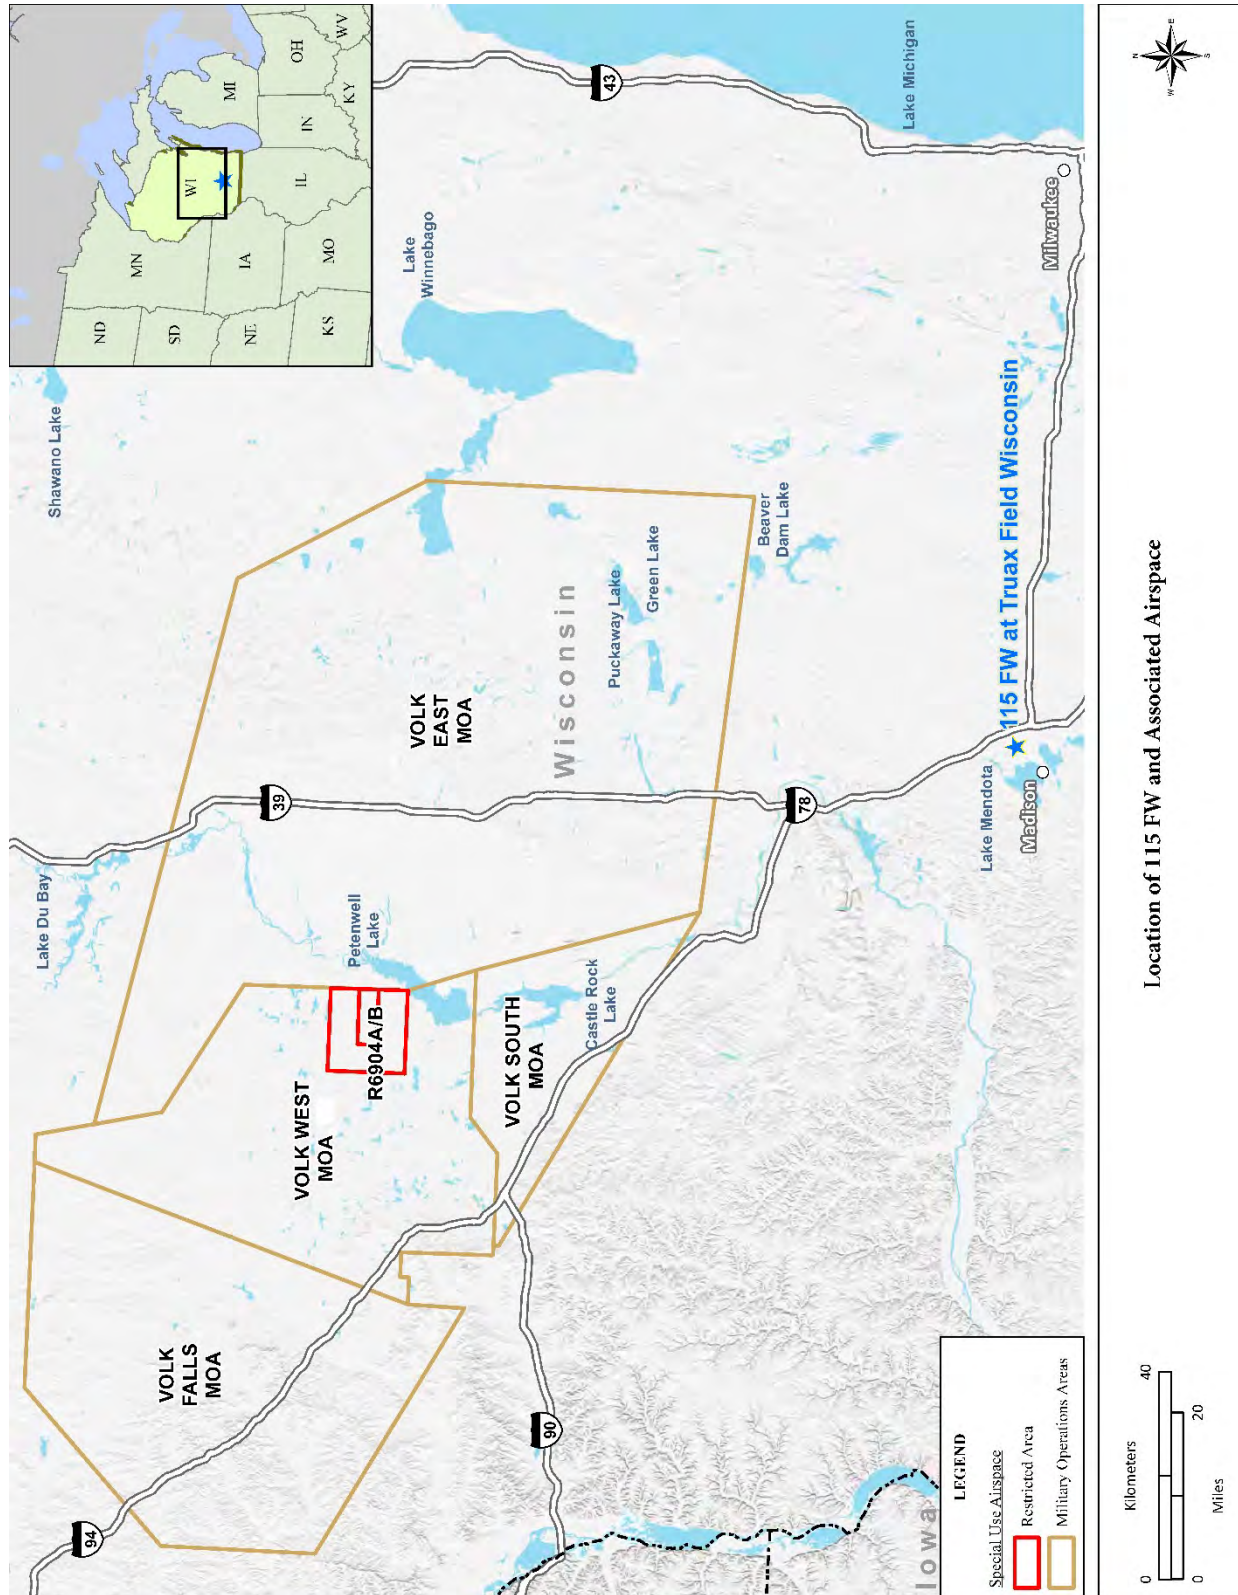 94
Lake Du Bay
Shawano Lake
ND
MN
SD
WI
MI
NE
IA
KS
MO
IL
IN
OH
KY
WV
VOLK
FALLS
MOA
39
VOLK WEST
MOA
R6904A/B
Petenwell
Lake
VOLK
EAST
MOA
Lake
Winnebago
43
VOLK SOUTH
MOA
90
Castle Rock
Lake
Wisconsin
Puckaway Lake
Green Lake
Beaver
Dam Lake
78
Lake Michigan
Iowa
Lake Mendota
Madison
115 FW at Truax Field Wisconsin
Milwaukee
LEGEND
Special Use Airspace
Restricted Area
Military Operations Areas
Kilometers
0 40
0 20
Miles
Location of 115 FW and Associated Airspace
N
E
S
W